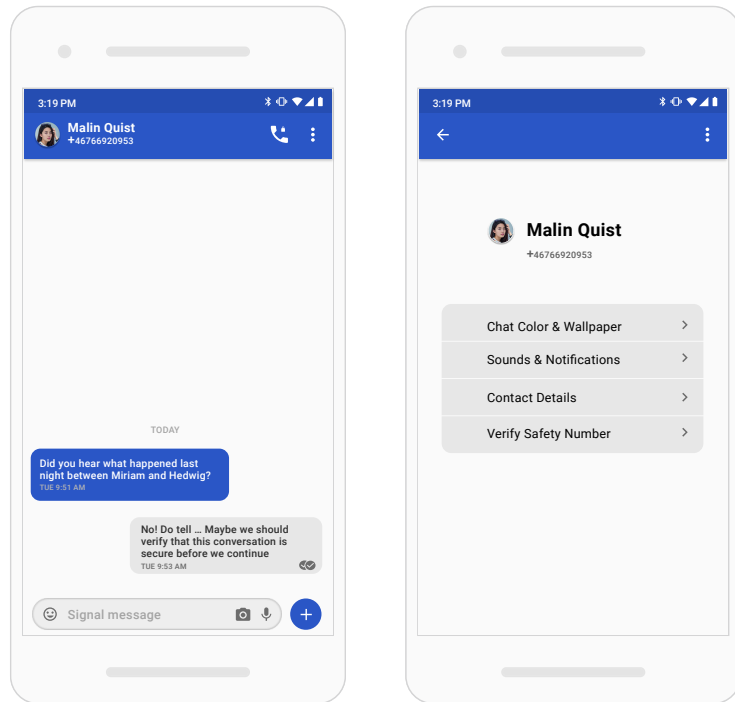 3:19 PM
Malin Quist
+46766920953
TODAY
Did you hear what happened last
night between Miriam and Hedwig?
TUE 9:51 AM
No! Do tell ... Maybe we should
verify that this conversation is
secure before we continue
TUE 9:53 AM
Signal message
3:19 PM
Malin Quist
+46766920953
Chat Color & Wallpaper
Sounds & Notifications
Contact Details
Verify Safety Number